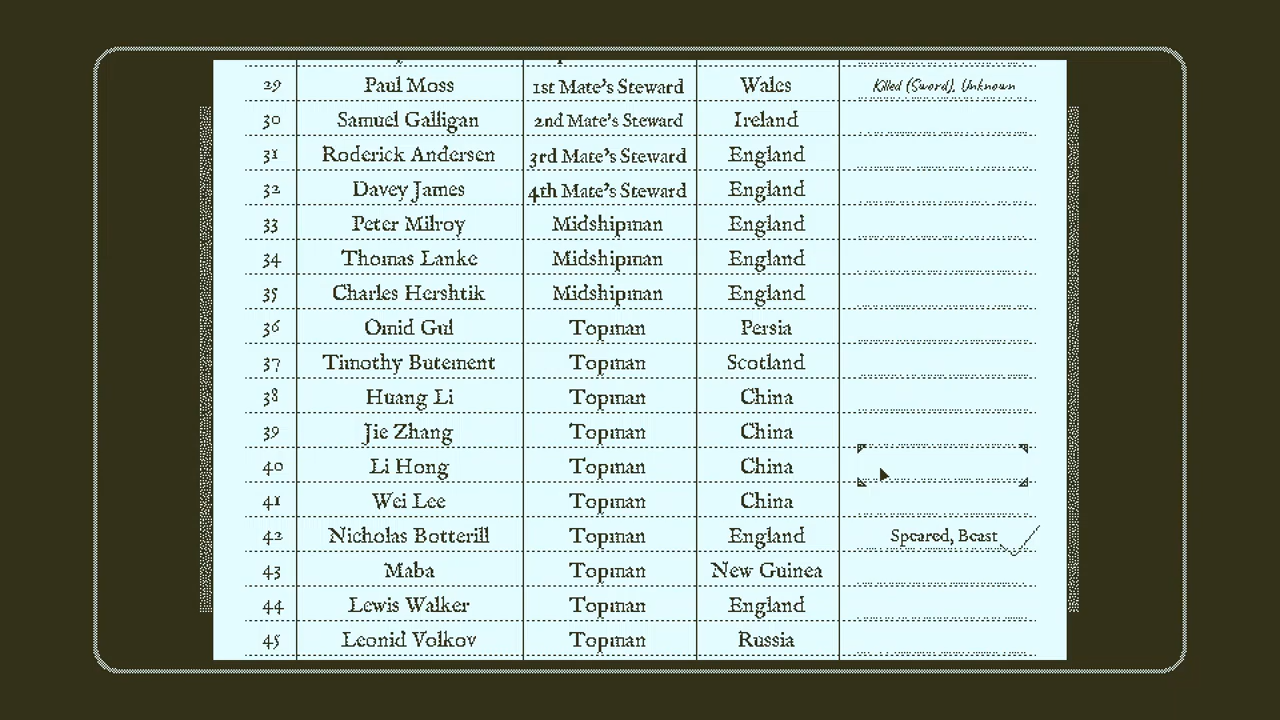 29 Paul Moss 1st Mate's Steward Wales Killed (Sword), Unknown
30 Samuel Galligan 2nd Mate's Steward Ireland
31 Roderick Andersen 3rd Mate's Steward England
32 Davey James 4th Mate's Steward England
33 Peter Milroy Midshipman England
34 Thomas Lanke Midshipman England
35 Charles Hershtik Midshipman England
36 Omid Gul Topman Persia
37 Timothy Butement Topman Scotland
38 Huang Li Topman China
39 Jie Zhang Topman China
40 Li Hong Topman China
41 Wei Lee Topman China
42 Nicholas Botterill Topman England Speared, Beast
43 Maba Topman New Guinea
44 Lewis Walker Topman England
45 Leonid Volkov Topman Russia